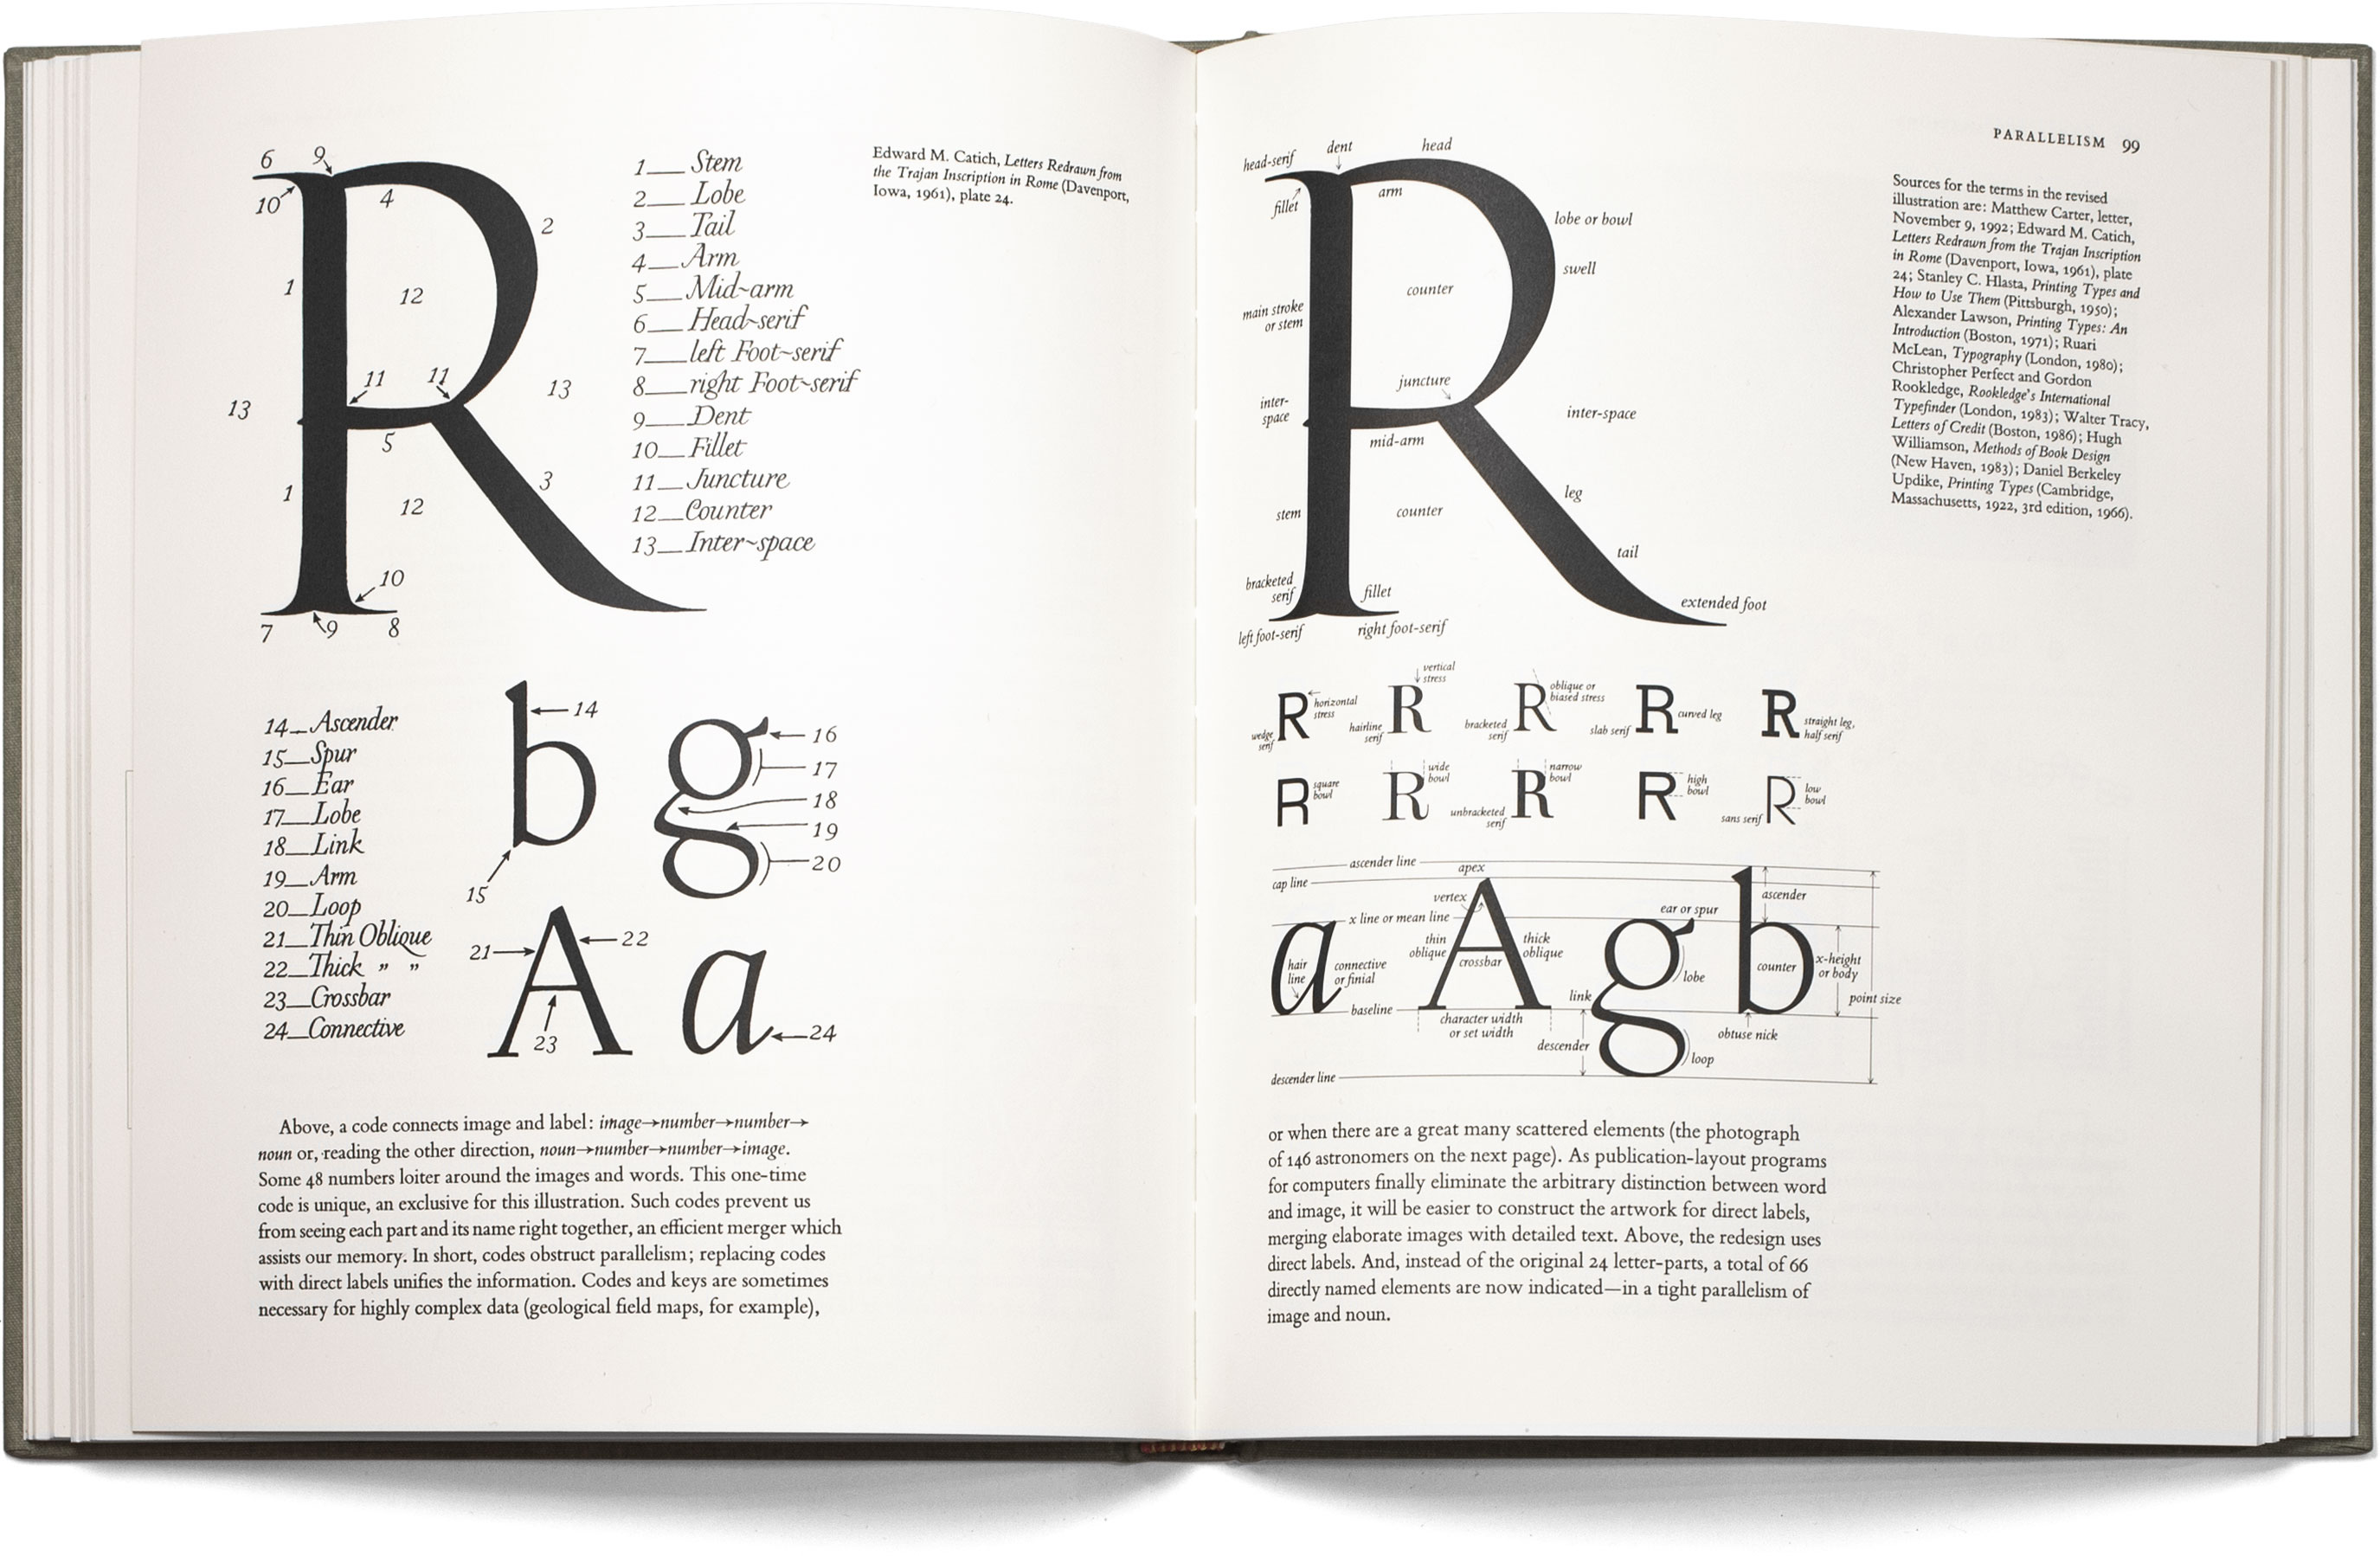 6
9
10
4
2
1
12
11
11
13
13
5
3
1
12
10
7
9
8
1 Stem
2 Lobe
3 Tail
4 Arm
5 Mid~arm
6 Head~serif
7 left Foot~serif
8 right Foot~serif
9 Dent
10 Fillet
11 Juncture
12 Counter
13 Inter~space
Edward M. Catich, Letters Redrawn from
the Trajan Inscription in Rome (Davenport,
Iowa, 1961), plate 24.
R
14 Ascender
15 Spur
16 Ear
17 Lobe
18 Link
19 Arm
20 Loop
21 Thin Oblique
22 Thick " "
23 Crossbar
24 Connective
b
14
15
g
16
17
18
19
20
A
21
22
23
a
24
Above, a code connects image and label: image→number→number→
noun or, reading the other direction, noun→number→number→image.
Some 48 numbers loiter around the images and words. This one-time
code is unique, an exclusive for this illustration. Such codes prevent us
from seeing each part and its name right together, an efficient merger which
assists our memory. In short, codes obstruct parallelism; replacing codes
with direct labels unifies the information. Codes and keys are sometimes
necessary for highly complex data (geological field maps, for example),
PARALLELISM 99
head-serif
dent
head
fillet
arm
lobe or bowl
swell
counter
main stroke
or stem
juncture
inter-
space
inter-space
mid-arm
leg
stem
counter
tail
bracketed
serif
fillet
extended foot
left foot-serif
right foot-serif
R
Sources for the terms in the revised
illustration are: Matthew Carter, letter,
November 9, 1992; Edward M. Catich,
Letters Redrawn from the Trajan Inscription
in Rome (Davenport, Iowa, 1961), plate
24; Stanley C. Hlasta, Printing Types and
How to Use Them (Pittsburgh, 1950);
Alexander Lawson, Printing Types: An
Introduction (Boston, 1971); Ruari
McLean, Typography (London, 1980);
Christopher Perfect and Gordon
Rookledge, Rookledge's International
Typefinder (London, 1983); Walter Tracy,
Letters of Credit (Boston, 1986); Hugh
Williamson, Methods of Book Design
(New Haven, 1983); Daniel Berkeley
Updike, Printing Types (Cambridge,
Massachusetts, 1922, 3rd edition, 1966).
wedge
serif
R
horizontal
stress
hairline
serif
R
vertical
stress
bracketed
serif
R
oblique or
biased stress
slab serif
R
curved leg
R
straight leg,
half serif
R
square
bowl
R
wide
bowl
unbracketed
serif
R
narrow
bowl
R
high
bowl
sans serif
R
low
bowl
ascender line
cap line
apex
vertex
x line or mean line
ear or spur
ascender
a
hair
line
connective
or finial
thin
oblique
A
crossbar
thick
oblique
g
lobe
b
counter
x-height
or body
point size
link
baseline
character width
or set width
descender
obtuse nick
loop
descender line
or when there are a great many scattered elements (the photograph
of 146 astronomers on the next page). As publication-layout programs
for computers finally eliminate the arbitrary distinction between word
and image, it will be easier to construct the artwork for direct labels,
merging elaborate images with detailed text. Above, the redesign uses
direct labels. And, instead of the original 24 letter-parts, a total of 66
directly named elements are now indicated—in a tight parallelism of
image and noun.